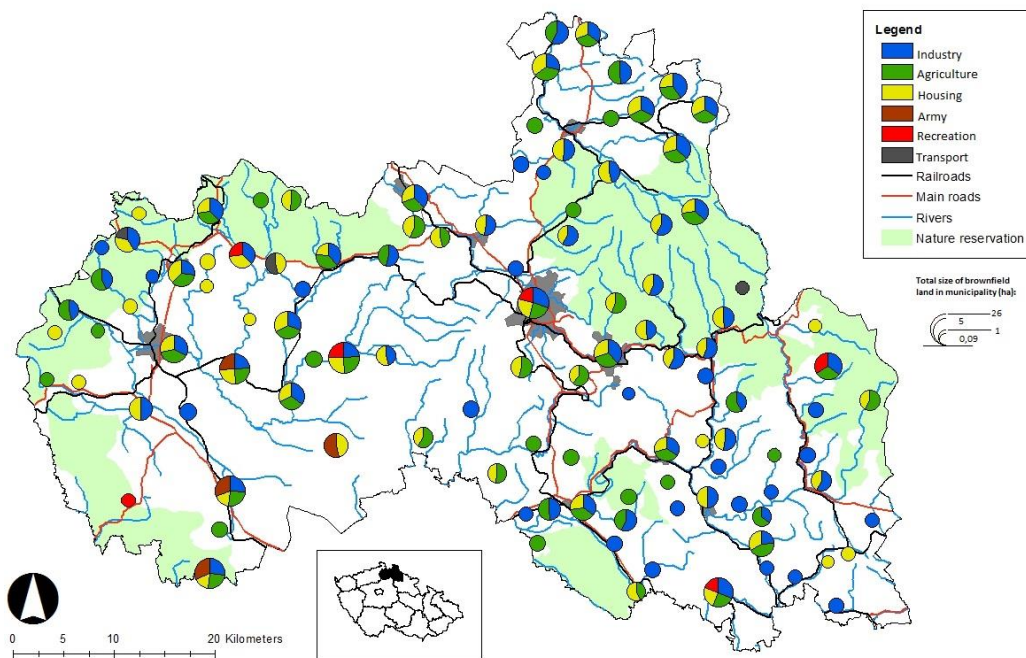 Legend
Industry
Agriculture
Housing
Army
Recreation
Transport
Railroads
Main roads
Rivers
Nature reservation
Total size of brownfield
land in municipality (ha):
26
5
1
0,09
0 5 10 20 Kilometers